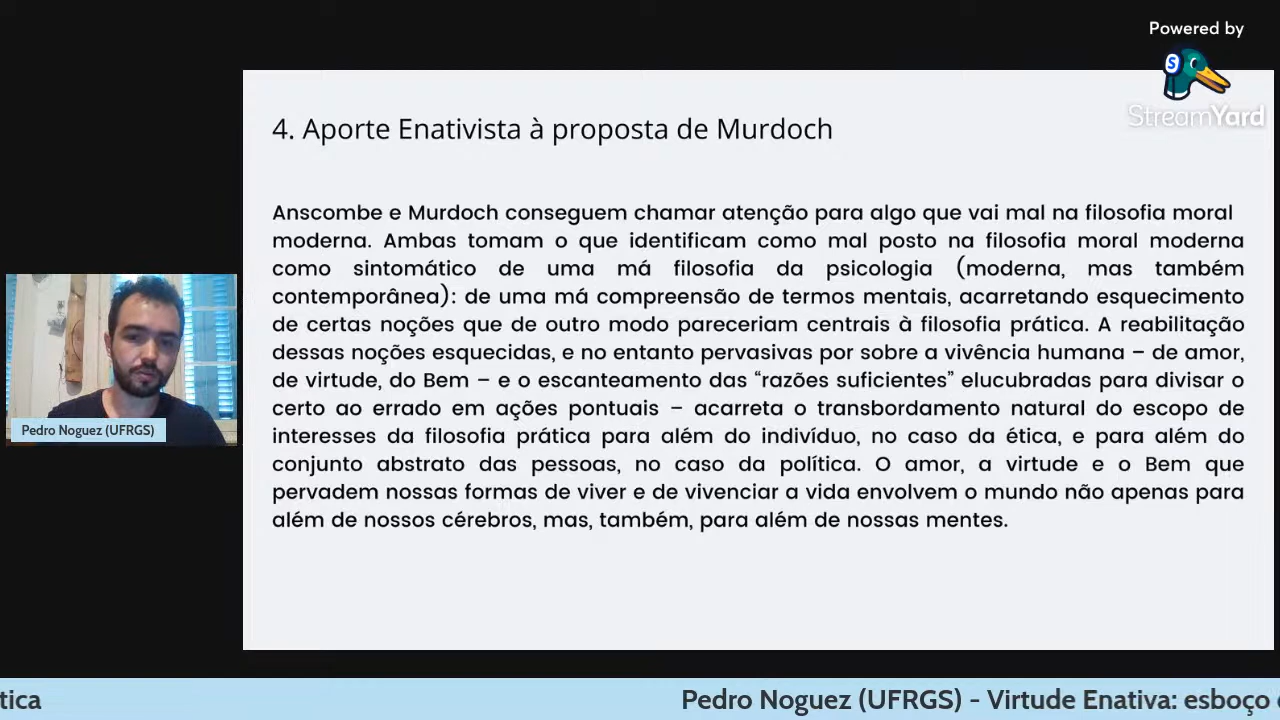 Powered by
S
StreamYard
4. Aporte Enativista à proposta de Murdoch
Anscombe e Murdoch conseguem chamar atenção para algo que vai mal na filosofia moral
moderna. Ambas tomam o que identificam como mal posto na filosofia moral moderna
como sintomático de uma má filosofia da psicologia (moderna, mas também
contemporânea): de uma má compreensão de termos mentais, acarretando esquecimento
de certas noções que de outro modo pareceriam centrais à filosofia prática. A reabilitação
dessas noções esquecidas, e no entanto pervasivas por sobre a vivência humana – de amor,
de virtude, do Bem – e o escanteamento das “razões suficientes” elucubradas para divisar o
certo ao errado em ações pontuais – acarreta o transbordamento natural do escopo de
interesses da filosofia prática para além do indivíduo, no caso da ética, e para além do
conjunto abstrato das pessoas, no caso da política. O amor, a virtude e o Bem que
pervadem nossas formas de viver e de vivenciar a vida envolvem o mundo não apenas para
além de nossos cérebros, mas, também, para além de nossas mentes.
Pedro Noguez (UFRGS)
tica
Pedro Noguez (UFRGS) - Virtude Enativa: esboço